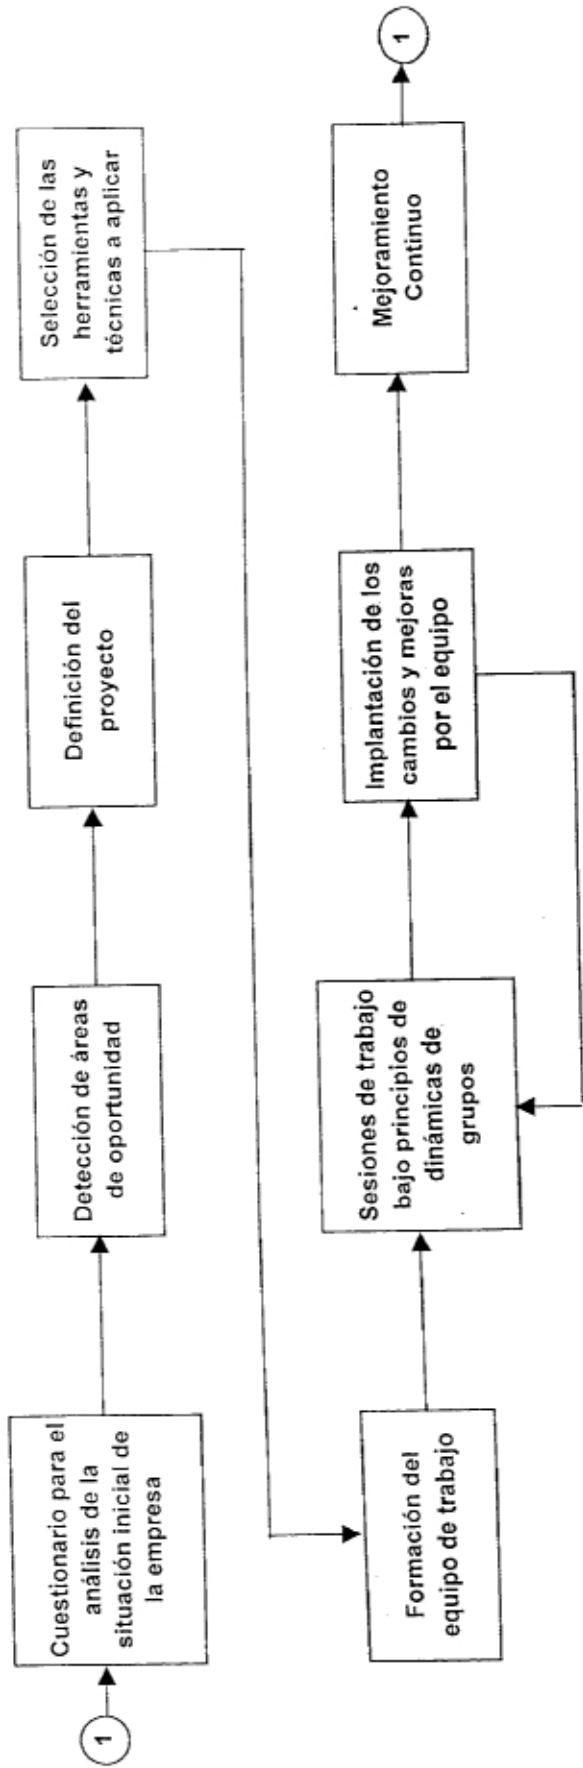 1
Cuestionario para el
análisis de la
situación inicial de
la empresa
Detección de áreas
de oportunidad
Definición del
proyecto
Selección de las
herramientas y
técnicas a aplicar
Formación del
equipo de trabajo
Sesiones de trabajo
bajo principios de
dinámicas de
grupos
Implantación de los
cambios y mejoras
por el equipo
Mejoramiento
Continuo
1